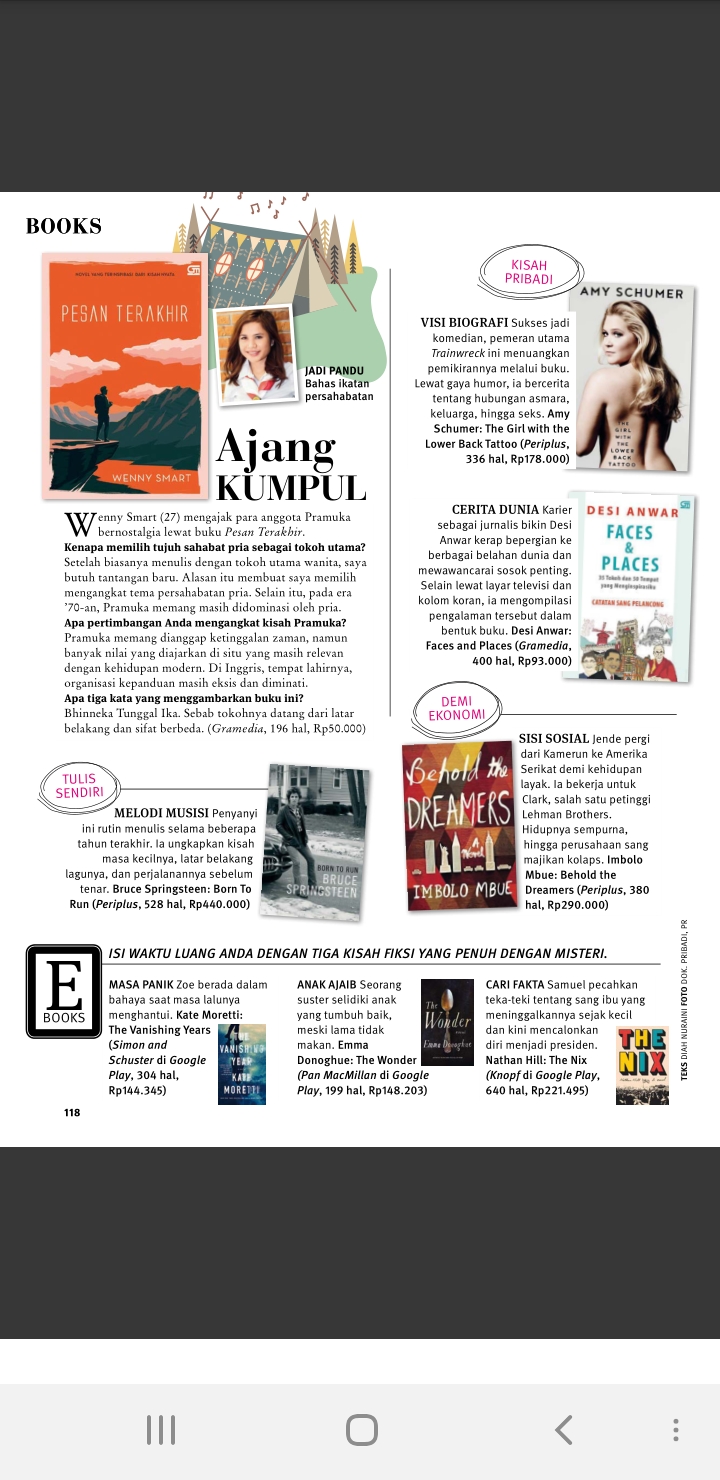 BOOKS
NOVEL YANG TERINSPIRASI DARI KISAH NYATA
PESAN TERAKHIR
WENNY SMART
JADI PANDU
Bahas ikatan
persahabatan
Ajang
KUMPUL
Wenny Smart (27) mengajak para anggota Pramuka
bernostalgia lewat buku Pesan Terakhir.
Kenapa memilih tujuh sahabat pria sebagai tokoh utama?
Setelah biasanya menulis dengan tokoh utama wanita, saya
butuh tantangan baru. Alasan itu membuat saya memilih
mengangkat tema persahabatan pria. Selain itu, pada era
’70-an, Pramuka memang masih didominasi oleh pria.
Apa pertimbangan Anda mengangkat kisah Pramuka?
Pramuka memang dianggap ketinggalan zaman, namun
banyak nilai yang diajarkan di situ yang masih relevan
dengan kehidupan modern. Di Inggris, tempat lahirnya,
organisasi kepanduan masih eksis dan diminati.
Apa tiga kata yang menggambarkan buku ini?
Bhinneka Tunggal Ika. Sebab tokohnya datang dari latar
belakang dan sifat berbeda. (Gramedia, 196 hal, Rp50.000)
TULIS
SENDIRI
MELODI MUSISI Penyanyi
ini rutin menulis selama beberapa
tahun terakhir. Ia ungkapkan kisah
masa kecilnya, latar belakang
lagunya, dan perjalanannya sebelum
tenar. Bruce Springsteen: Born To
Run (Periplus, 528 hal, Rp440.000)
BORN TO RUN
BRUCE
SPRINGSTEEN
KISAH
PRIBADI
VISI BIOGRAFI Sukses jadi
komedian, pemeran utama
Trainwreck ini menuangkan
pemikirannya melalui buku.
Lewat gaya humor, ia bercerita
tentang hubungan asmara,
keluarga, hingga seks. Amy
Schumer: The Girl with the
Lower Back Tattoo (Periplus,
336 hal, Rp178.000)
AMY SCHUMER
THE
GIRL
WITH
THE
LOWER
BACK
TATTOO
CERITA DUNIA Karier
sebagai jurnalis bikin Desi
Anwar kerap bepergian ke
berbagai belahan dunia dan
mewawancarai sosok penting.
Selain lewat layar televisi dan
kolom koran, ia mengompilasi
pengalaman tersebut dalam
bentuk buku. Desi Anwar:
Faces and Places (Gramedia,
400 hal, Rp93.000)
DESI ANWAR
FACES
&
PLACES
35 Tokoh dan 50 Tempat
yang Menginspirasiku
CATATAN SANG PELANCONG
DEMI
EKONOMI
SISI SOSIAL Jende pergi
dari Kamerun ke Amerika
Serikat demi kehidupan
layak. Ia bekerja untuk
Clark, salah satu petinggi
Lehman Brothers.
Hidupnya sempurna,
hingga perusahaan sang
majikan kolaps. Imbolo
Mbue: Behold the
Dreamers (Periplus, 380
hal, Rp290.000)
Behold the
DREAMERS
a Novel
IMBOLO MBUE
E
BOOKS
ISI WAKTU LUANG ANDA DENGAN TIGA KISAH FIKSI YANG PENUH DENGAN MISTERI.
MASA PANIK Zoe berada dalam
bahaya saat masa lalunya
menghantui. Kate Moretti:
The Vanishing Years
(Simon and
Schuster di Google
Play, 304 hal,
Rp144.345)
THE
VANISHING
YEAR
KATE
MORETTI
ANAK AJAIB Seorang
suster selidiki anak
yang tumbuh baik,
meski lama tidak
makan. Emma
Donoghue: The Wonder
(Pan MacMillan di Google
Play, 199 hal, Rp148.203)
The
Wonder
Emma Donoghue
CARI FAKTA Samuel pecahkan
teka-teki tentang sang ibu yang
meninggalkannya sejak kecil
dan kini mencalonkan
diri menjadi presiden.
Nathan Hill: The Nix
(Knopf di Google Play,
640 hal, Rp221.495)
THE
NIX
TEKS DIAH NURAINI FOTO DOK. PRIBADI, PR
118